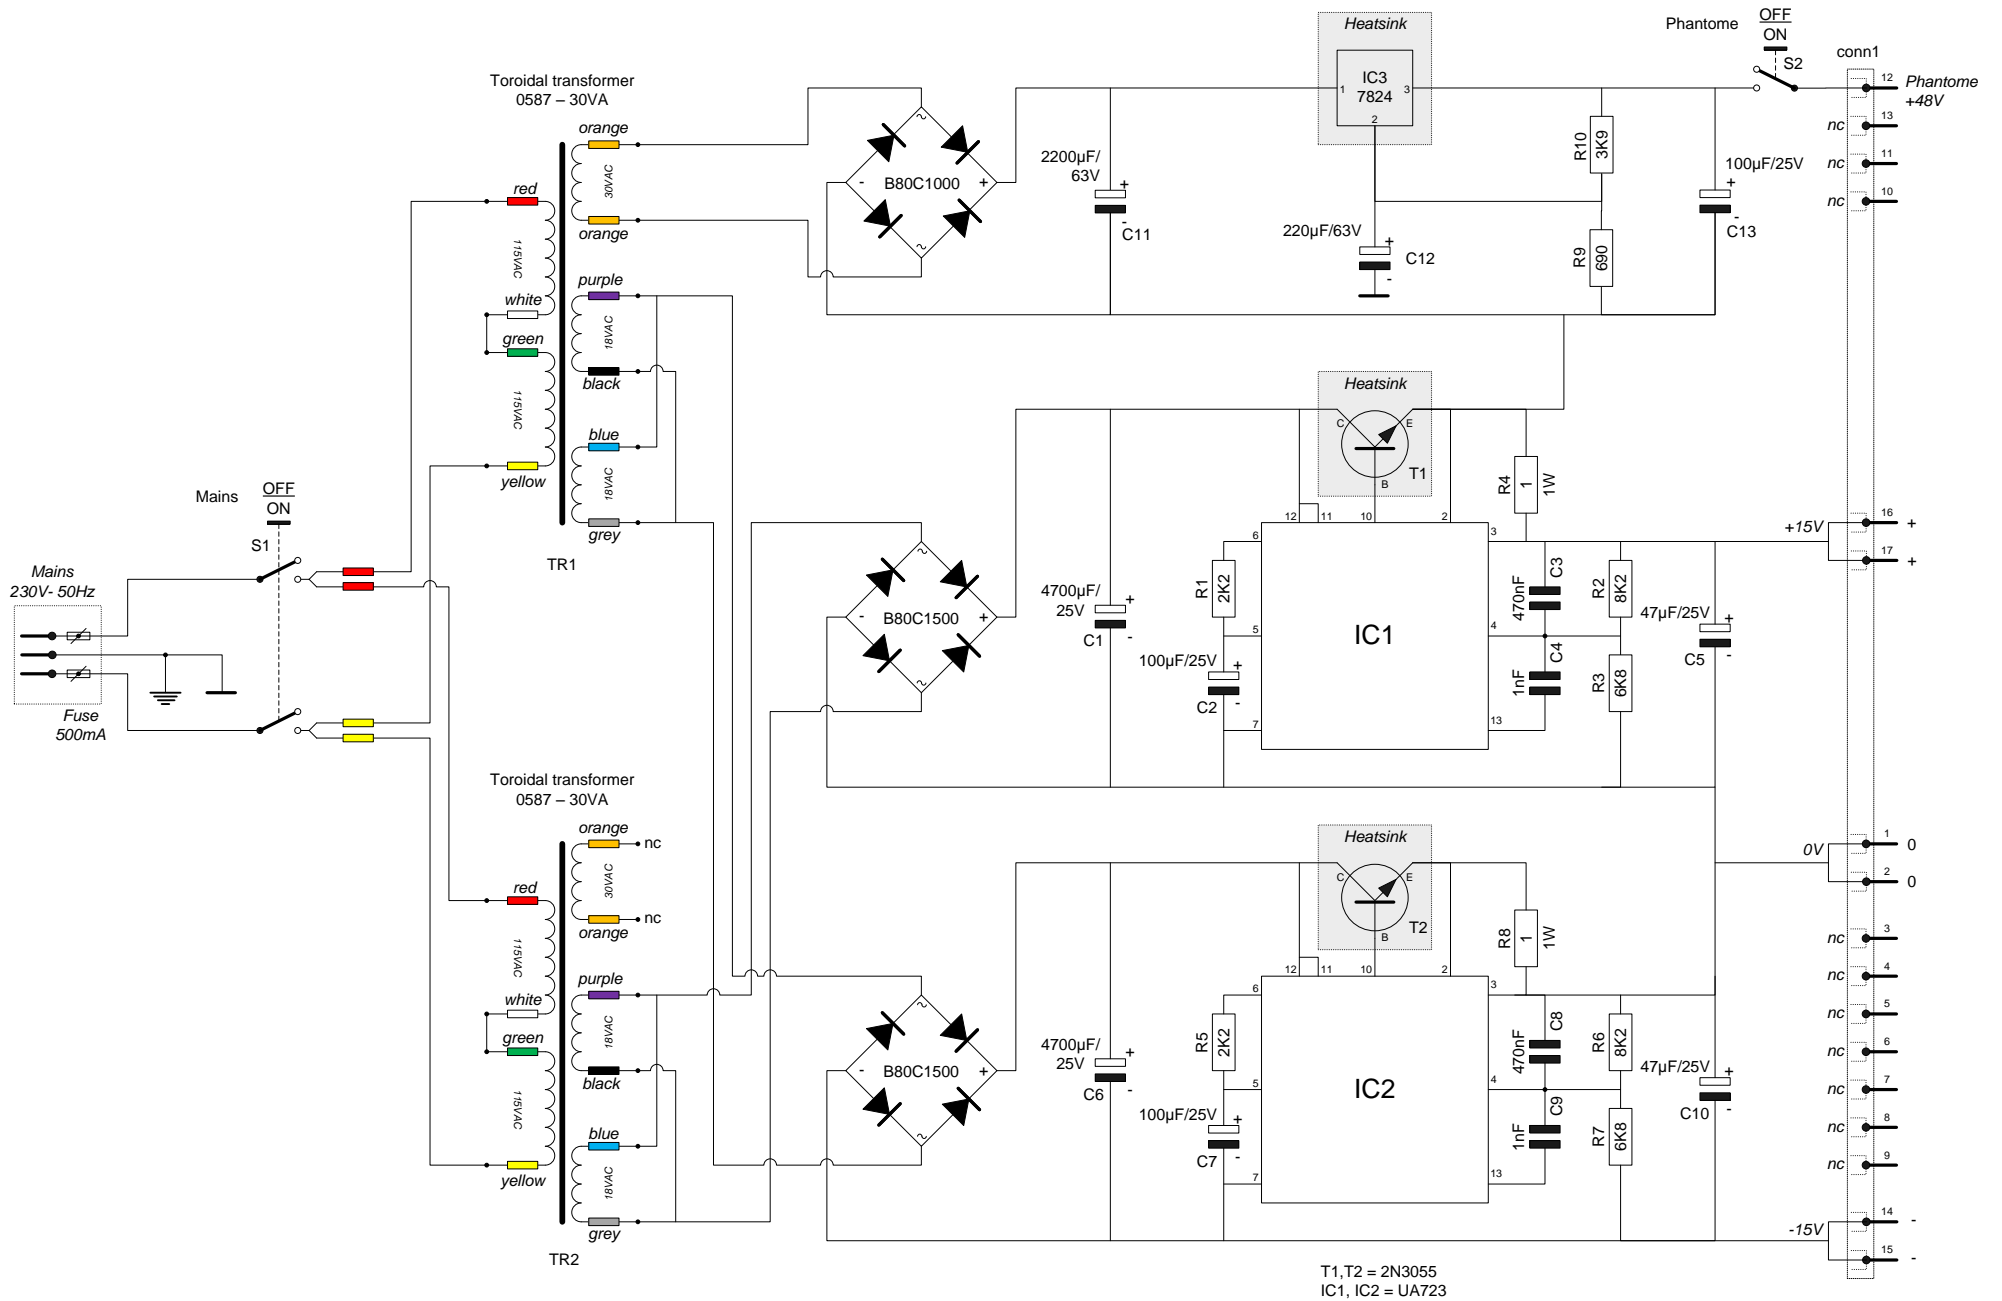 Heatsink
Phantome
OFF
ON
S2
conn1
IC3
7824
1
3
2
12
Phantome
+48V
nc
13
nc
11
nc
10
Toroidal transformer
0587 – 30VA
orange
30VAC
orange
red
115VAC
white
green
115VAC
yellow
purple
18VAC
black
blue
18VAC
grey
TR1
~
-
B80C1000
+
~
2200µF/
63V
+
-
C11
220µF/63V
+
-
C12
R10
3K9
R9
690
100µF/25V
+
-
C13
Mains
OFF
ON
S1
Mains
230V- 50Hz
Fuse
500mA
~
-
B80C1500
+
~
4700µF/
25V
+
-
C1
Heatsink
C
E
B
T1
12
11
10
2
R4
1
1W
6
5
7
3
4
13
IC1
R1
2K2
100µF/25V
+
-
C2
470nF
C3
1nF
C4
R2
8K2
R3
6K8
47µF/25V
+
-
C5
+15V
16
+
17
+
Toroidal transformer
0587 – 30VA
orange
nc
30VAC
nc
orange
red
115VAC
white
green
115VAC
yellow
purple
18VAC
black
blue
18VAC
grey
TR2
~
-
B80C1500
+
~
4700µF/
25V
+
-
C6
Heatsink
C
E
B
T2
12
11
10
2
R8
1
1W
6
5
7
3
4
13
IC2
R5
2K2
100µF/25V
+
-
C7
470nF
C8
1nF
C9
R6
8K2
R7
6K8
47µF/25V
+
-
C10
0V
1
0
2
0
nc
3
nc
4
nc
5
nc
6
nc
7
nc
8
nc
9
-15V
14
-
15
-
T1,T2 = 2N3055
IC1, IC2 = UA723